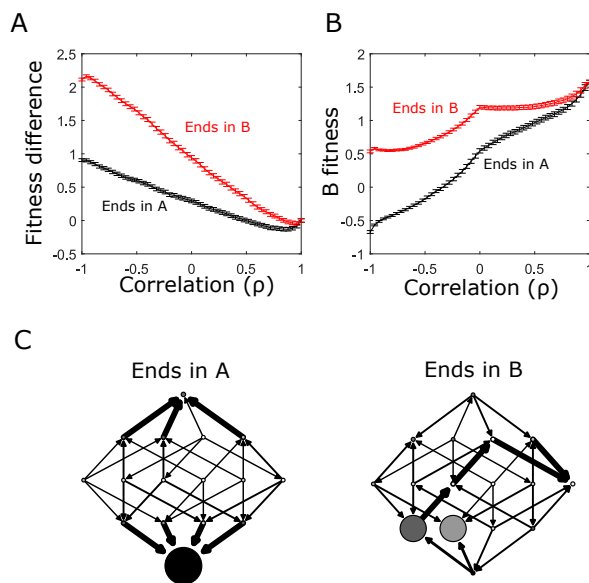 A
Fitness difference
2.5
2
1.5
1
0.5
0
-0.5
-1
-0.5
0
0.5
1
Correlation (ρ)
Ends in B
Ends in A
B
B fitness
2
1.5
1
0.5
0
-0.5
-1
-1
-0.5
0
0.5
1
Correlation (ρ)
Ends in B
Ends in A
C
Ends in A
Ends in B